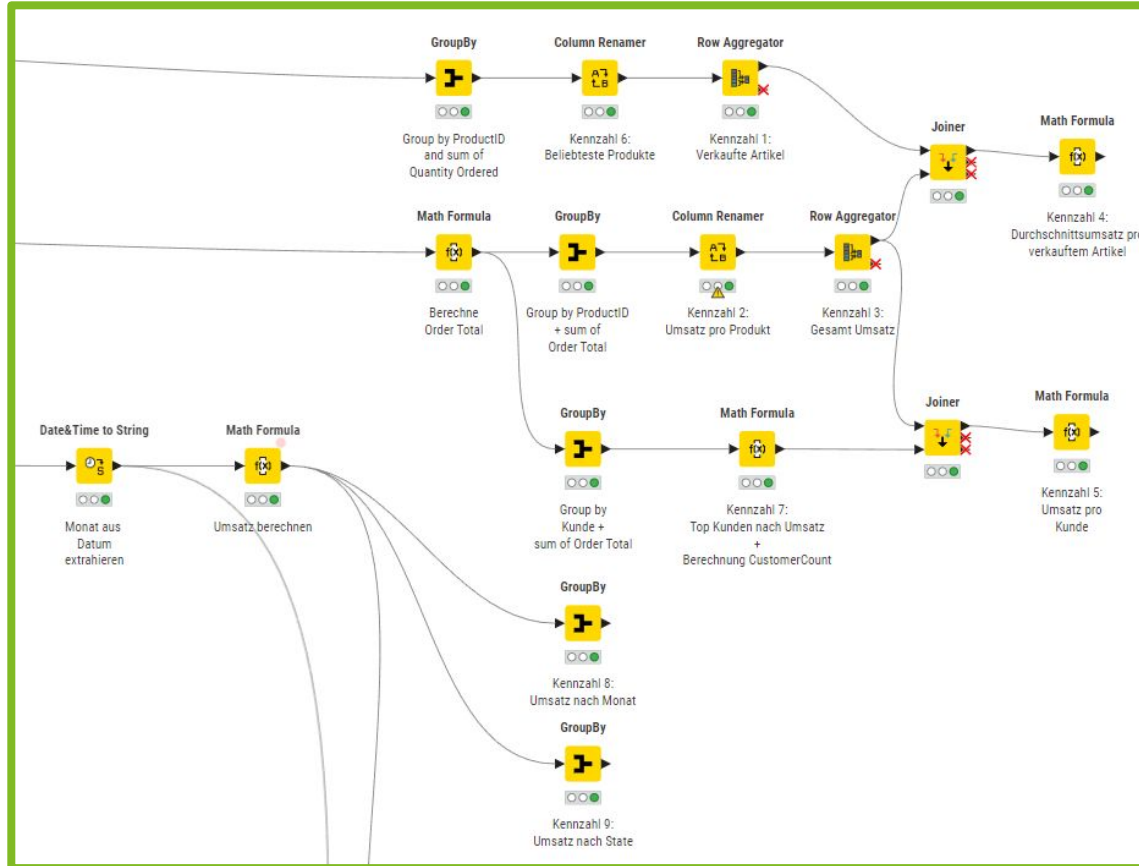 GroupBy
Group by ProductID
and sum of
Quantity Ordered
Column Renamer
Kennzahl 6:
Beliebteste Produkte
Row Aggregator
Kennzahl 1:
Verkaufte Artikel
Joiner
Math Formula
f(x)
Kennzahl 4:
Durchschnittsumsatz pro
verkauftem Artikel
Math Formula
f(x)
Berechne
Order Total
GroupBy
Group by ProductID
+ sum of
Order Total
Column Renamer
Kennzahl 2:
Umsatz pro Produkt
Row Aggregator
Kennzahl 3:
Gesamt Umsatz
Date&Time to String
Monat aus
Datum
extrahieren
Math Formula
f(x)
Umsatz berechnen
GroupBy
Group by
Kunde +
sum of Order Total
Math Formula
f(x)
Kennzahl 7:
Top Kunden nach Umsatz
+
Berechnung CustomerCount
Joiner
Math Formula
f(x)
Kennzahl 5:
Umsatz pro
Kunde
GroupBy
Kennzahl 8:
Umsatz nach Monat
GroupBy
Kennzahl 9:
Umsatz nach State